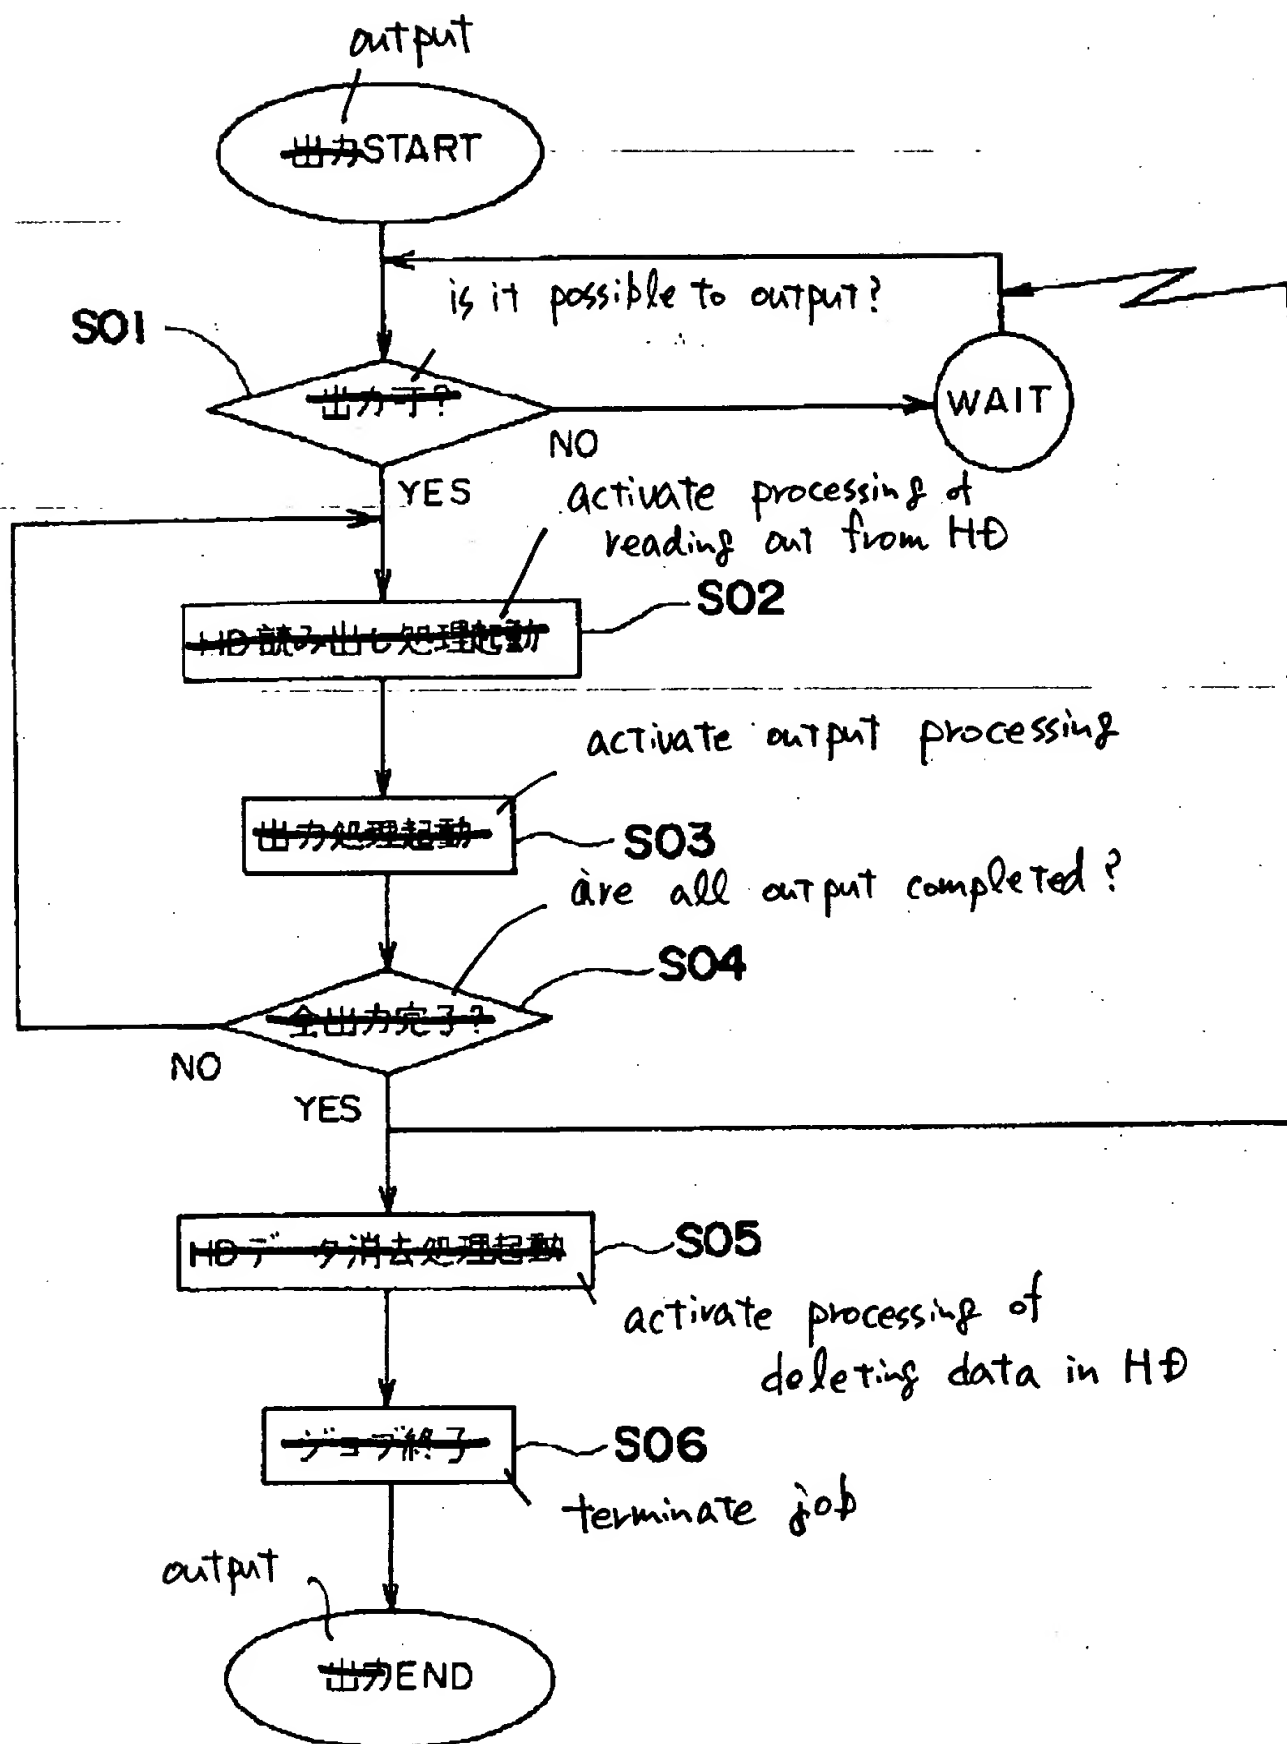 output
出力START
is it possible to output?
S01
出力可?
WAIT
NO
YES
activate processing of
reading out from HD
S02
HD読み出し処理起動
activate output processing
出力処理起動
S03
are all output completed?
S04
全出力完了?
NO
YES
HDデータ消去処理起動
S05
activate processing of
deleting data in HD
ジョブ終了
S06
terminate job
output
出力END